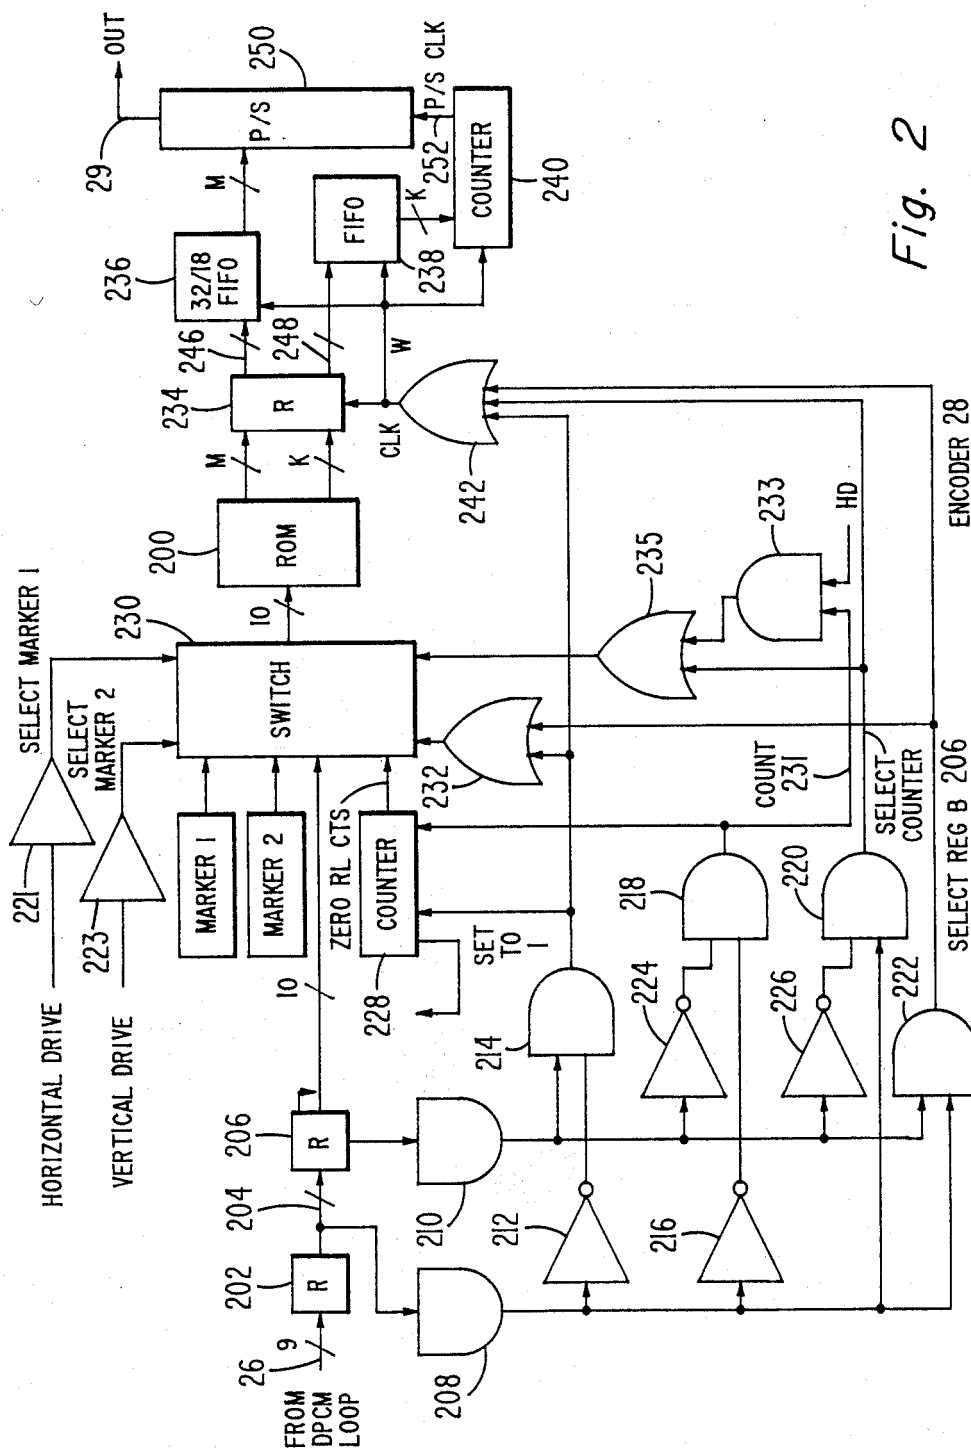 HORIZONTAL DRIVE
VERTICAL DRIVE
221
223
SELECT MARKER 1
SELECT
MARKER 2
230
200
234
236
29
OUT
250
MARKER 1
MARKER 2
10
ZERO RL CTS
COUNTER
228
SWITCH
10
ROM
M
K
R
246
248
32/18
FIFO
M
P/S
FIFO
238
K
252
P/S CLK
COUNTER
240
FROM
DPCM
LOOP
26
9
202
R
204
206
R
CLK
W
242
232
235
233
HD
SET
TO 1
208
210
212
214
216
224
218
226
220
222
COUNT
231
SELECT
COUNTER
SELECT REG B 206
ENCODER 28
Fig. 2